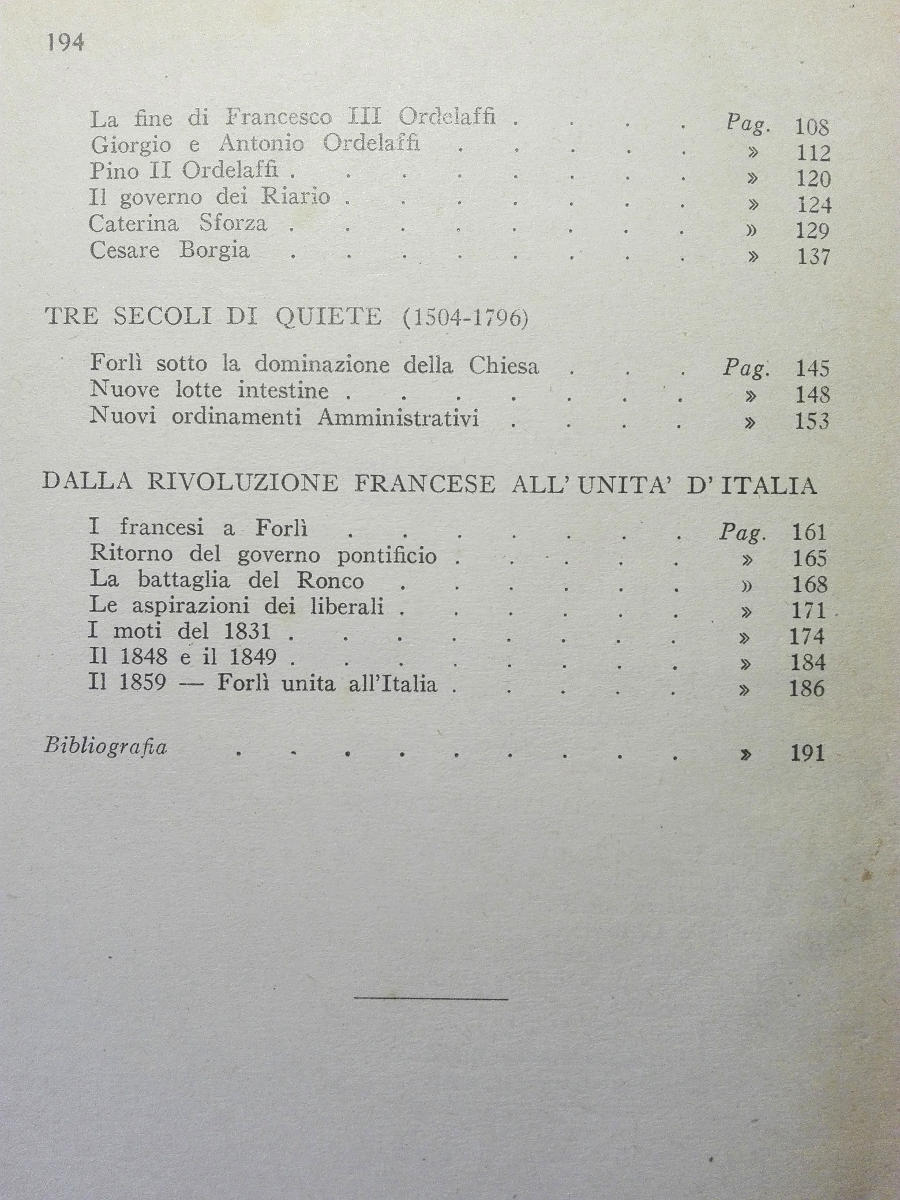 194
La fine di Francesco III Ordelaffi . . . . Pag. 108
Giorgio e Antonio Ordelaffi . . . . . » 112
Pino II Ordelaffi . . . . . . . . » 120
Il governo dei Riario . . . . . . . » 124
Caterina Sforza . . . . . . . . » 129
Cesare Borgia . . . . . . . . » 137
TRE SECOLI DI QUIETE (1504-1796)
Forlì sotto la dominazione della Chiesa . . . Pag. 145
Nuove lotte intestine . . . . . . . » 148
Nuovi ordinamenti Amministrativi . . . . » 153
DALLA RIVOLUZIONE FRANCESE ALL' UNITA' D' ITALIA
I francesi a Forlì . . . . . . . Pag. 161
Ritorno del governo pontificio . . . . . » 165
La battaglia del Ronco . . . . . . » 168
Le aspirazioni dei liberali . . . . . . » 171
I moti del 1831 . . . . . . . . » 174
Il 1848 e il 1849 . . . . . . . . » 184
Il 1859 — Forlì unita all'Italia . . . . . » 186
Bibliografia . . . . . . . . . » 191